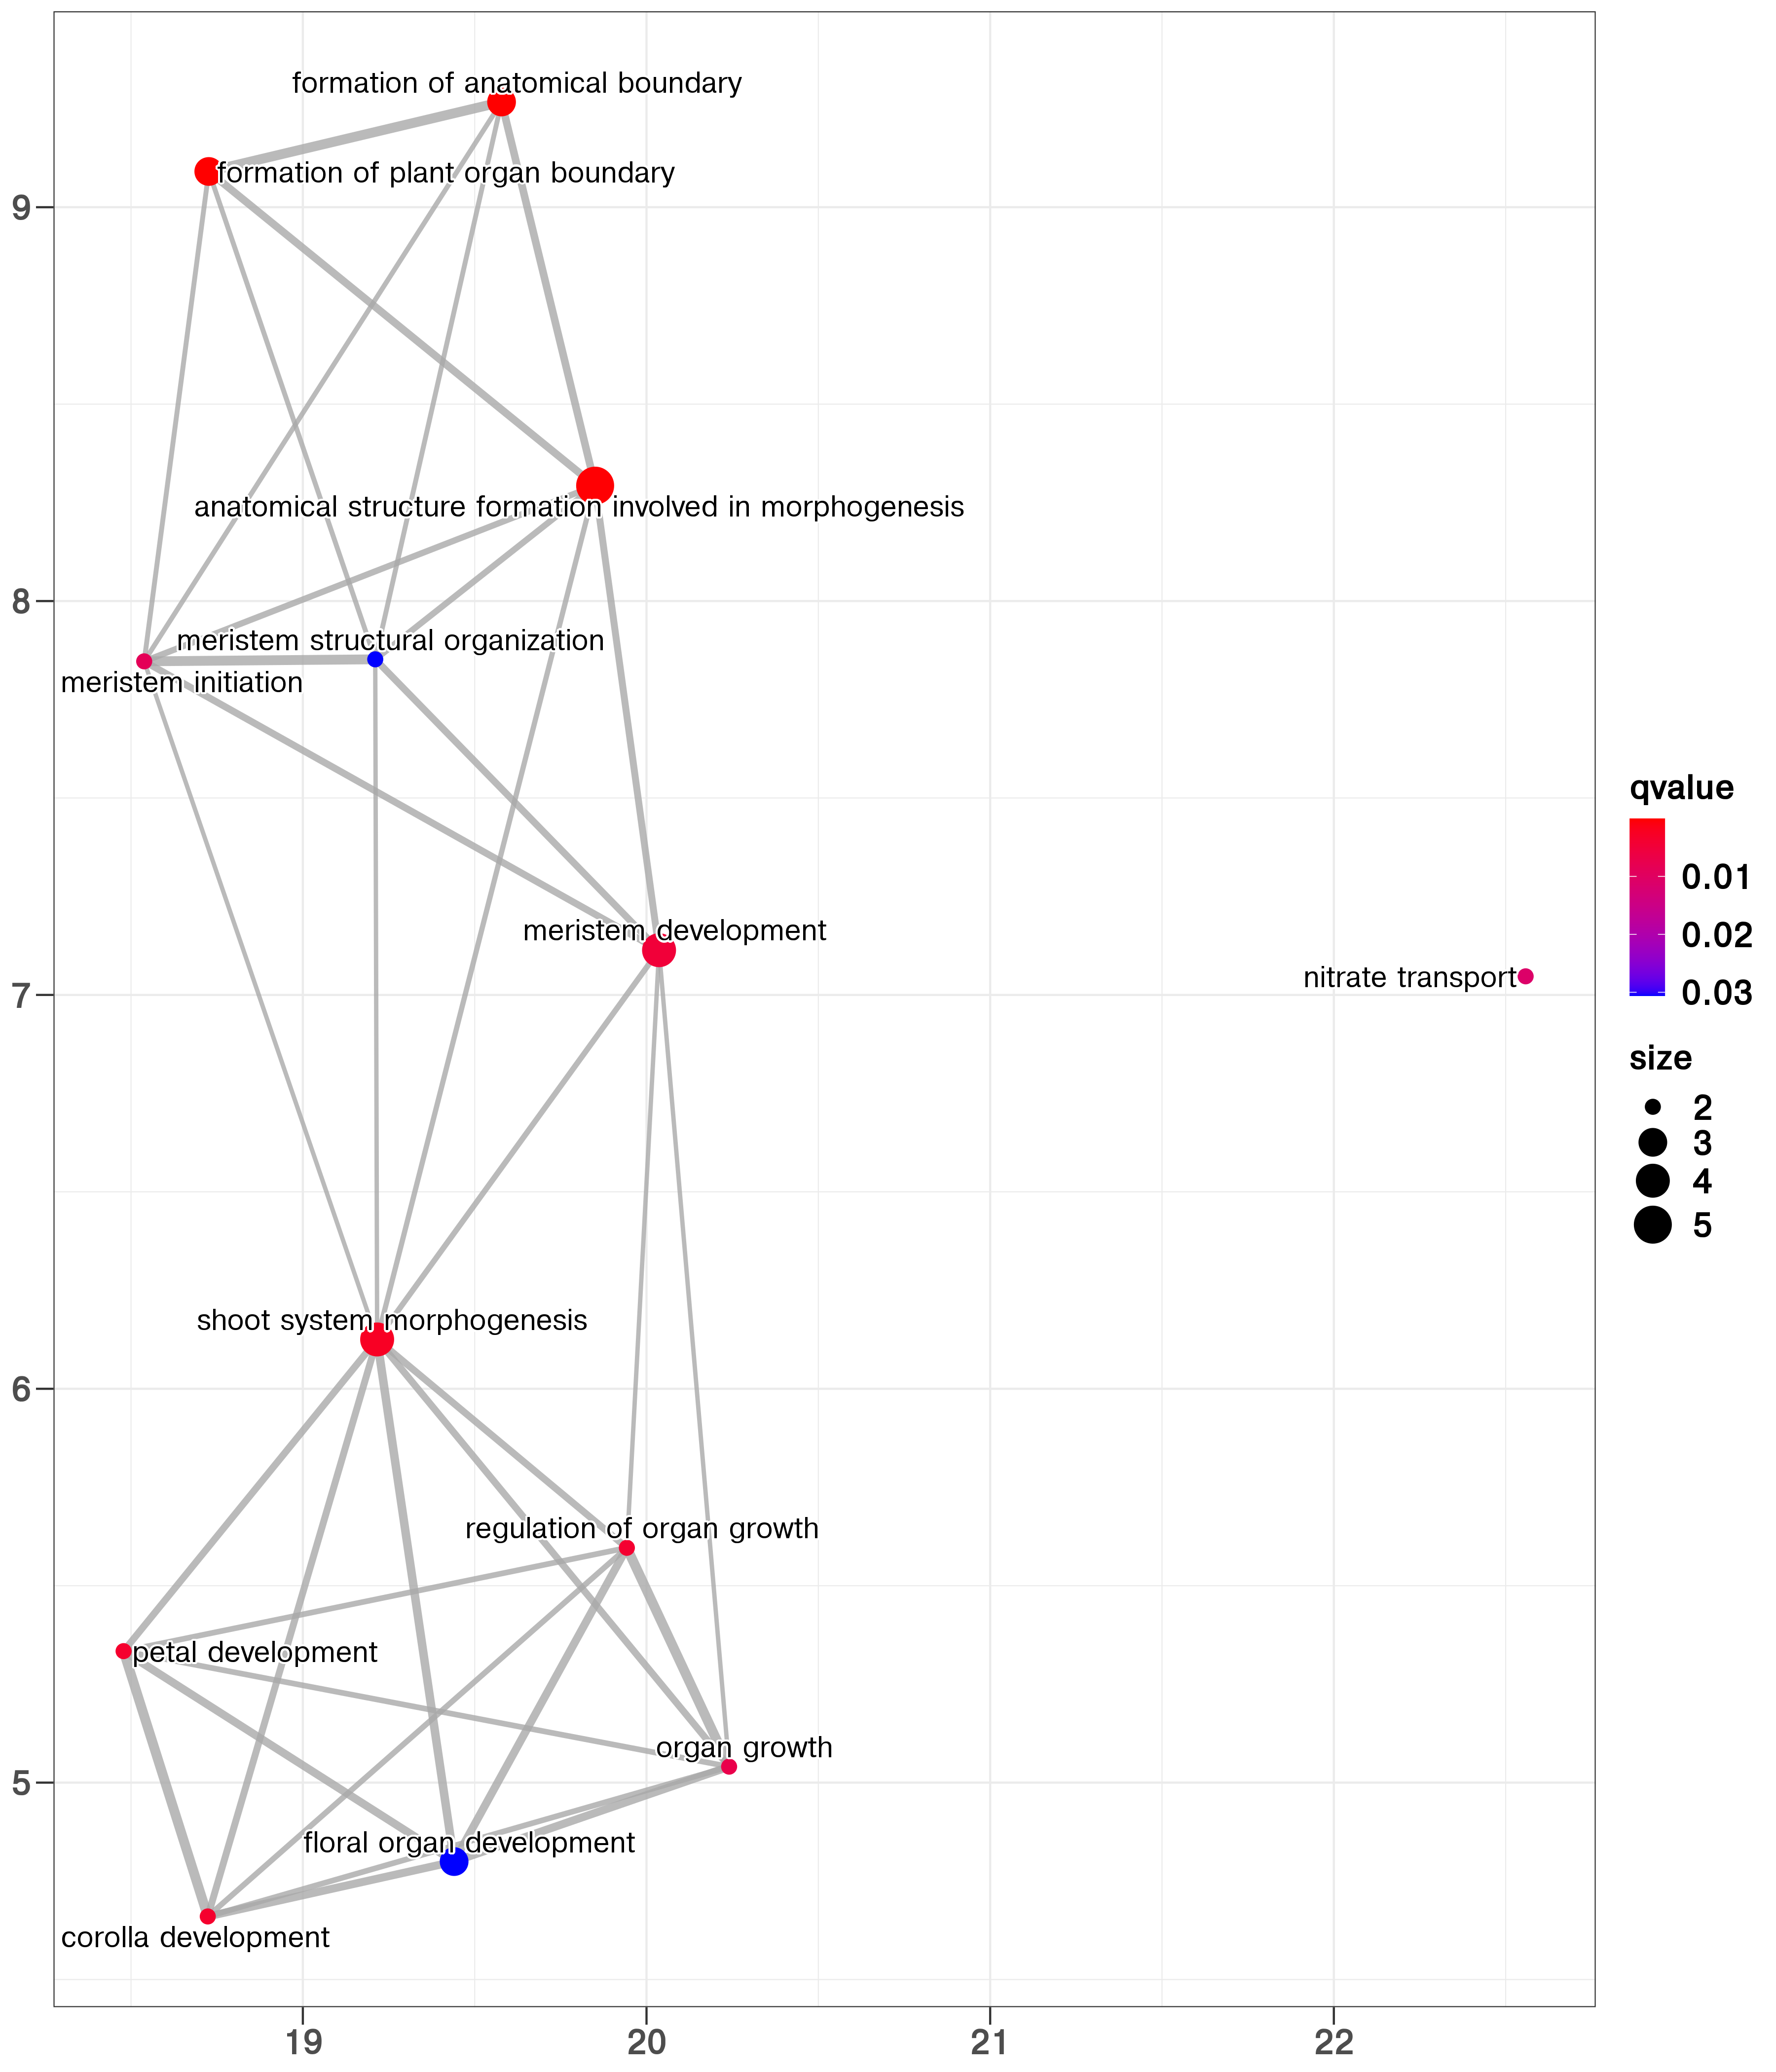 formation of anatomical boundary
formation of plant organ boundary
9
anatomical structure formation involved in morphogenesis
8
meristem structural organization
meristem initiation
meristem development
nitrate transport
7
shoot system morphogenesis
6
regulation of organ growth
petal development
organ growth
5
floral organ development
corolla development
19
20
21
22
qvalue
0.01
0.02
0.03
size
2
3
4
5